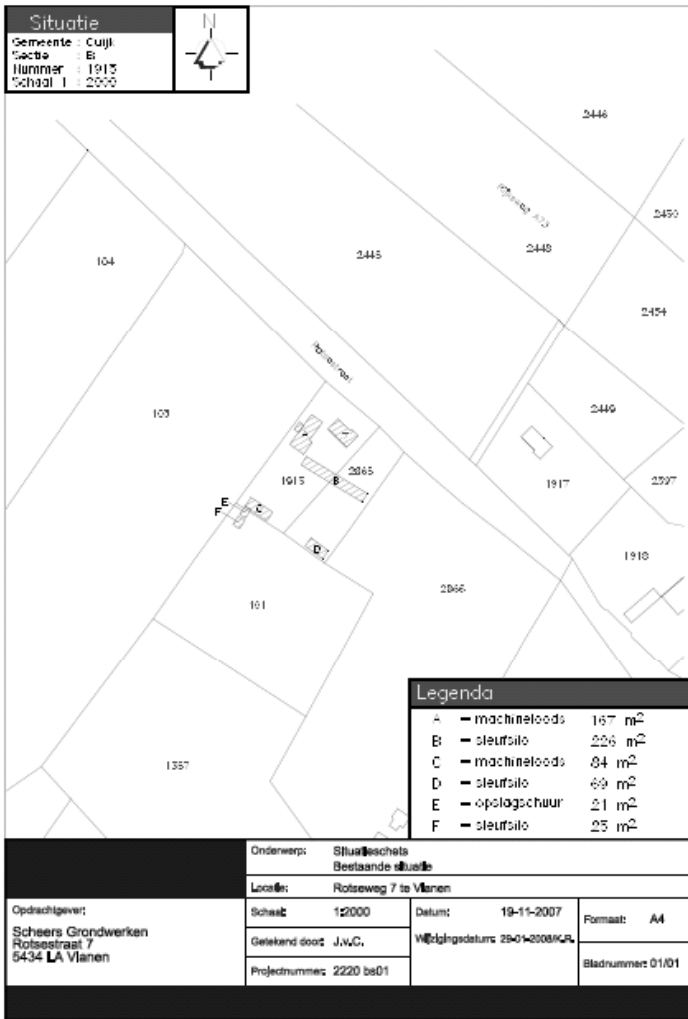 Situatie
Gemeente : Cuijk
Sectie : B
Nummer : 1915
Schaal 1 : 2000
N
2446
2450
Rijksweg A73
2448
2445
104
2454
Rotsestraat
103
2449
1915
2865
B
1917
2597
E
F
C
D
1918
2866
101
1367
Legenda
A = machineloods 167 m²
B = sleufsilo 226 m²
C = machineloods 84 m²
D = sleufsilo 69 m²
E = opslagschuur 21 m²
F = sleufsilo 23 m²
Onderwerp: Situatieschets
Bestaande situatie
Locatie: Rotseweg 7 te Vianen
Opdrachtgever:
Scheers Grondwerken
Rotsestraat 7
5434 LA Vianen
Schaal: 1:2000
Getekend door: J.v.C.
Projectnummer: 2220 bs01
Datum: 19-11-2007
Wijzigingsdatum: 29-01-2008/K.R.
Formaat: A4
Bladnummer: 01/01